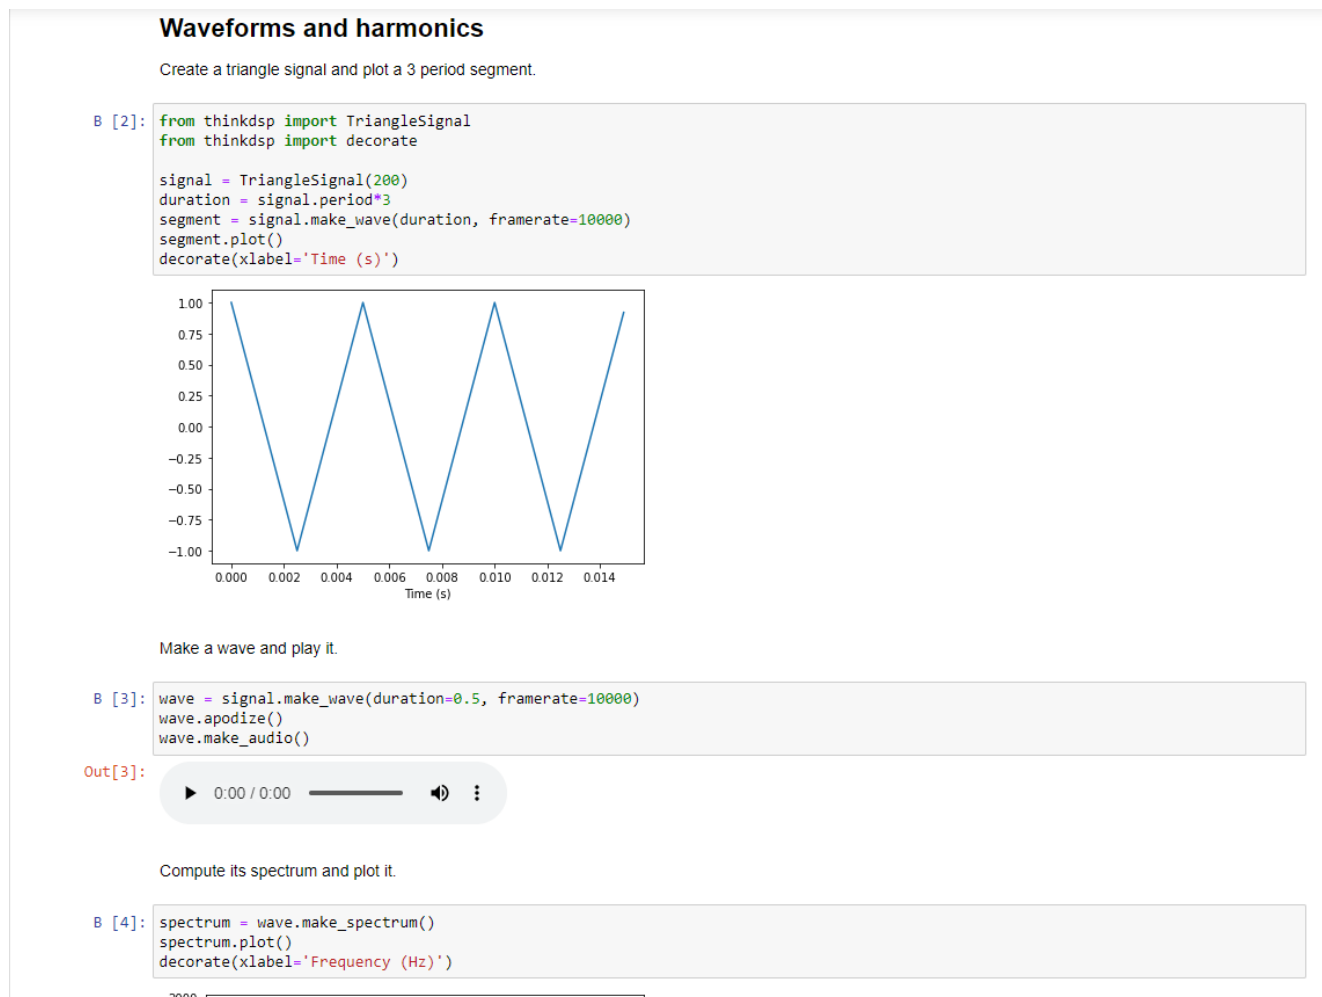 Waveforms and harmonics
Create a triangle signal and plot a 3 period segment.
B [2]:
from thinkdsp import TriangleSignal
from thinkdsp import decorate
signal = TriangleSignal(200)
duration = signal.period*3
segment = signal.make_wave(duration, framerate=10000)
segment.plot()
decorate(xlabel='Time (s)')
1.00
0.75
0.50
0.25
0.00
−0.25
−0.50
−0.75
−1.00
0.000 0.002 0.004 0.006 0.008 0.010 0.012 0.014
Time (s)
Make a wave and play it.
B [3]:
wave = signal.make_wave(duration=0.5, framerate=10000)
wave.apodize()
wave.make_audio()
Out[3]:
0:00 / 0:00
Compute its spectrum and plot it.
B [4]:
spectrum = wave.make_spectrum()
spectrum.plot()
decorate(xlabel='Frequency (Hz)')